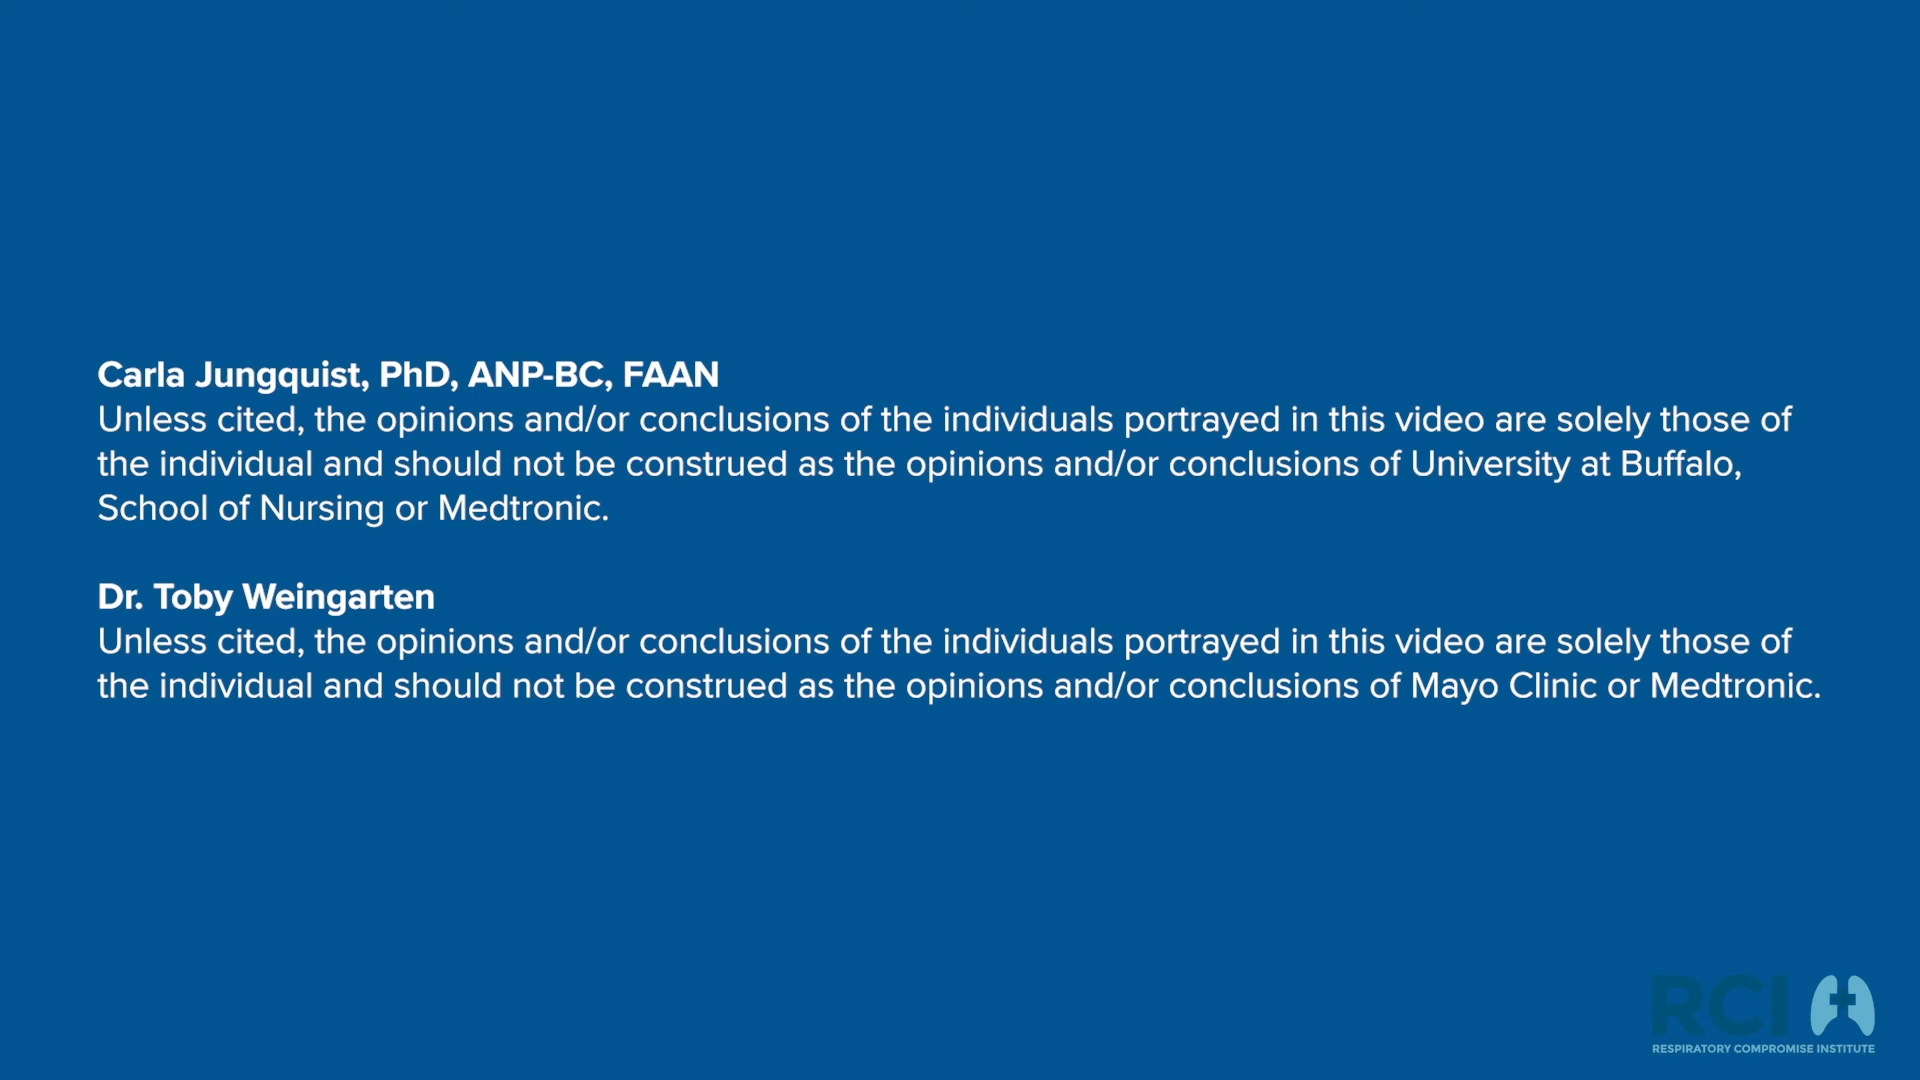 Carla Jungquist, PhD, ANP-BC, FAAN
Unless cited, the opinions and/or conclusions of the individuals portrayed in this video are solely those of
the individual and should not be construed as the opinions and/or conclusions of University at Buffalo,
School of Nursing or Medtronic.
Dr. Toby Weingarten
Unless cited, the opinions and/or conclusions of the individuals portrayed in this video are solely those of
the individual and should not be construed as the opinions and/or conclusions of Mayo Clinic or Medtronic.
RCI
RESPIRATORY COMPROMISE INSTITUTE